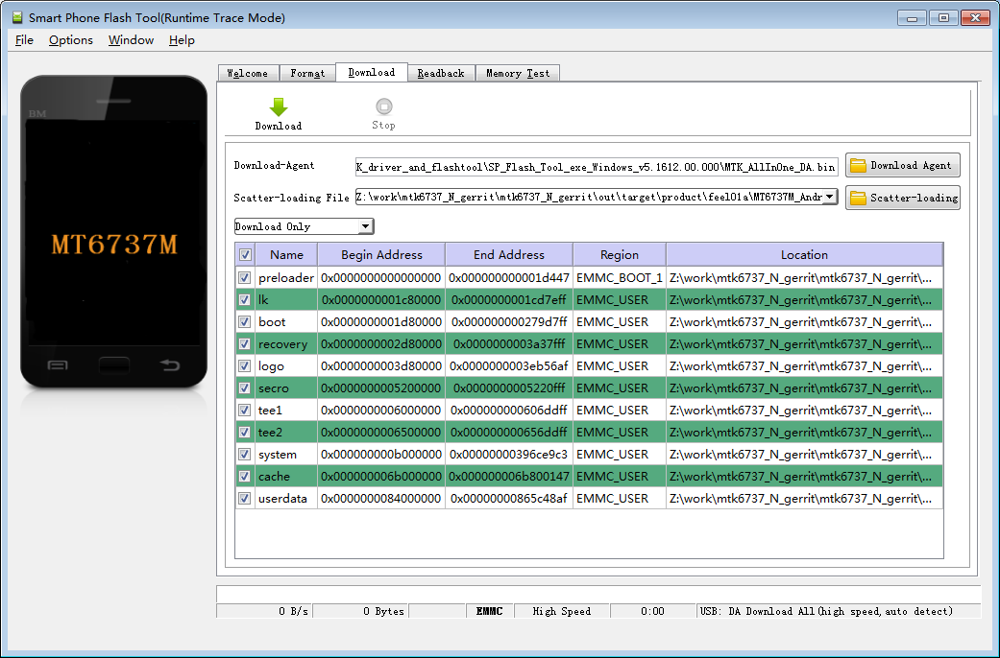 Smart Phone Flash Tool(Runtime Trace Mode)
File Options Window Help
Welcome Format Download Readback Memory Test
BM
Download Stop
Download-Agent K_driver_and_flashtool\SP_Flash_Tool_exe_Windows_v5.1612.00.000\MTK_AllInOne_DA.bin Download Agent
Scatter-loading File Z:\work\mtk6737_N_gerrit\mtk6737_N_gerrit\out\target\product\feel01a\MT6737M_Andr Scatter-loading
Download Only
MT6737M
Name Begin Address End Address Region Location
preloader 0x0000000000000000 0x000000000001d447 EMMC_BOOT_1 Z:\work\mtk6737_N_gerrit\mtk6737_N_gerrit\...
lk 0x0000000001c80000 0x0000000001cd7eff EMMC_USER Z:\work\mtk6737_N_gerrit\mtk6737_N_gerrit\...
boot 0x0000000001d80000 0x000000000279d7ff EMMC_USER Z:\work\mtk6737_N_gerrit\mtk6737_N_gerrit\...
recovery 0x0000000002d80000 0x0000000003a37fff EMMC_USER Z:\work\mtk6737_N_gerrit\mtk6737_N_gerrit\...
logo 0x0000000003d80000 0x0000000003eb56af EMMC_USER Z:\work\mtk6737_N_gerrit\mtk6737_N_gerrit\...
secro 0x0000000005200000 0x0000000005220fff EMMC_USER Z:\work\mtk6737_N_gerrit\mtk6737_N_gerrit\...
tee1 0x0000000006000000 0x000000000606ddff EMMC_USER Z:\work\mtk6737_N_gerrit\mtk6737_N_gerrit\...
tee2 0x0000000006500000 0x000000000656ddff EMMC_USER Z:\work\mtk6737_N_gerrit\mtk6737_N_gerrit\...
system 0x000000000b000000 0x00000000396ce9c3 EMMC_USER Z:\work\mtk6737_N_gerrit\mtk6737_N_gerrit\...
cache 0x000000006b000000 0x000000006b800147 EMMC_USER Z:\work\mtk6737_N_gerrit\mtk6737_N_gerrit\...
userdata 0x0000000084000000 0x00000000865c48af EMMC_USER Z:\work\mtk6737_N_gerrit\mtk6737_N_gerrit\...
0 B/s 0 Bytes EMMC High Speed 0:00 USB: DA Download All(high speed,auto detect)